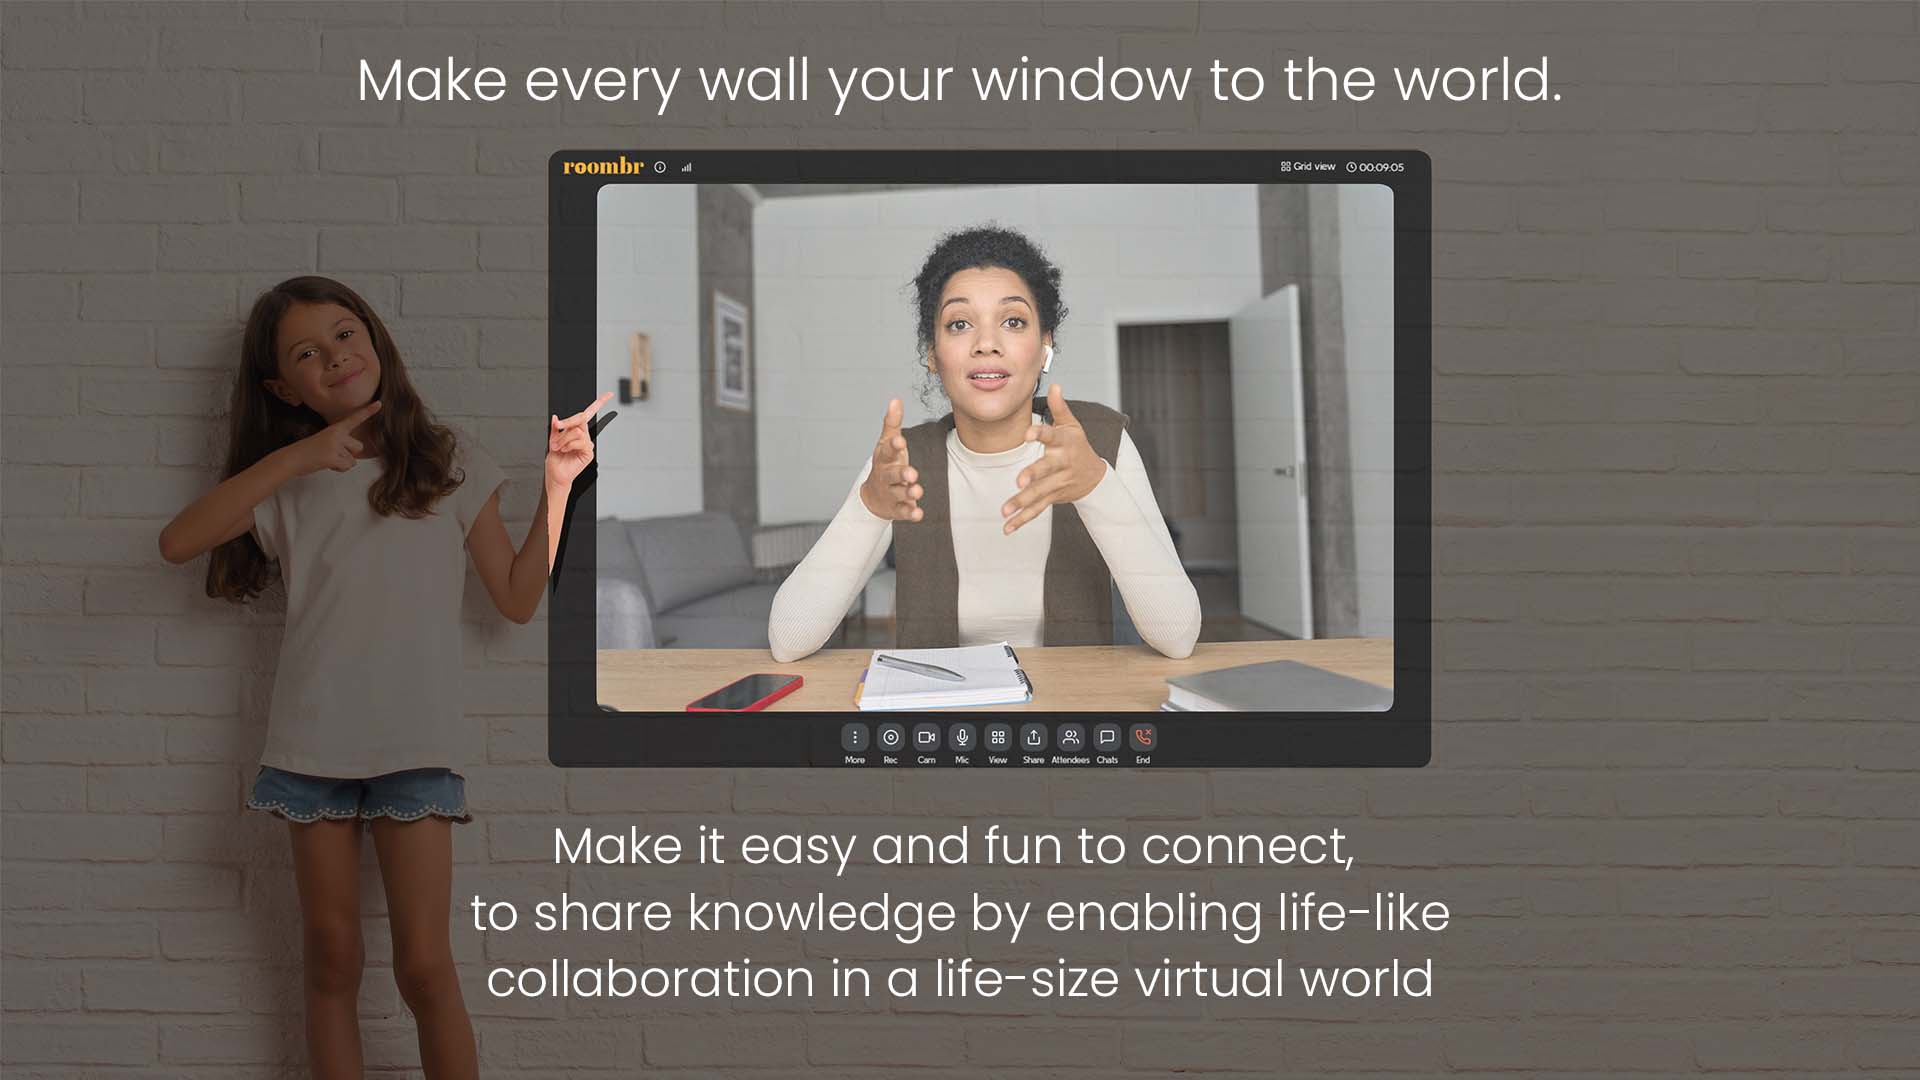 Make every wall your window to the world.
roombr
Grid view 00:09:05
More Rec Cam Mic View Share Attendees Chats End
Make it easy and fun to connect,
to share knowledge by enabling life-like
collaboration in a life-size virtual world